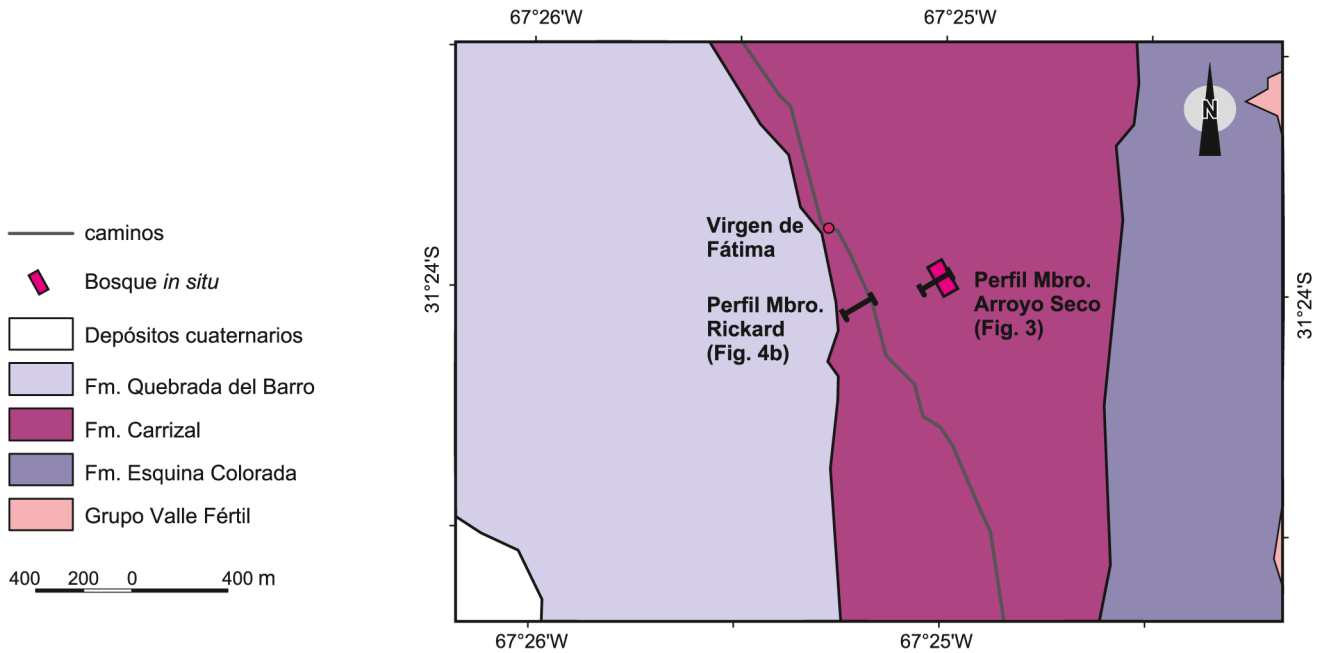 67°26'W
67°25'W
N
caminos
Bosque in situ
Depósitos cuaternarios
Fm. Quebrada del Barro
Fm. Carrizal
Fm. Esquina Colorada
Grupo Valle Fértil
400 200 0 400 m
31°24'S
Virgen de
Fátima
Perfil Mbro.
Rickard
(Fig. 4b)
Perfil Mbro.
Arroyo Seco
(Fig. 3)
31°24'S
67°26'W
67°25'W